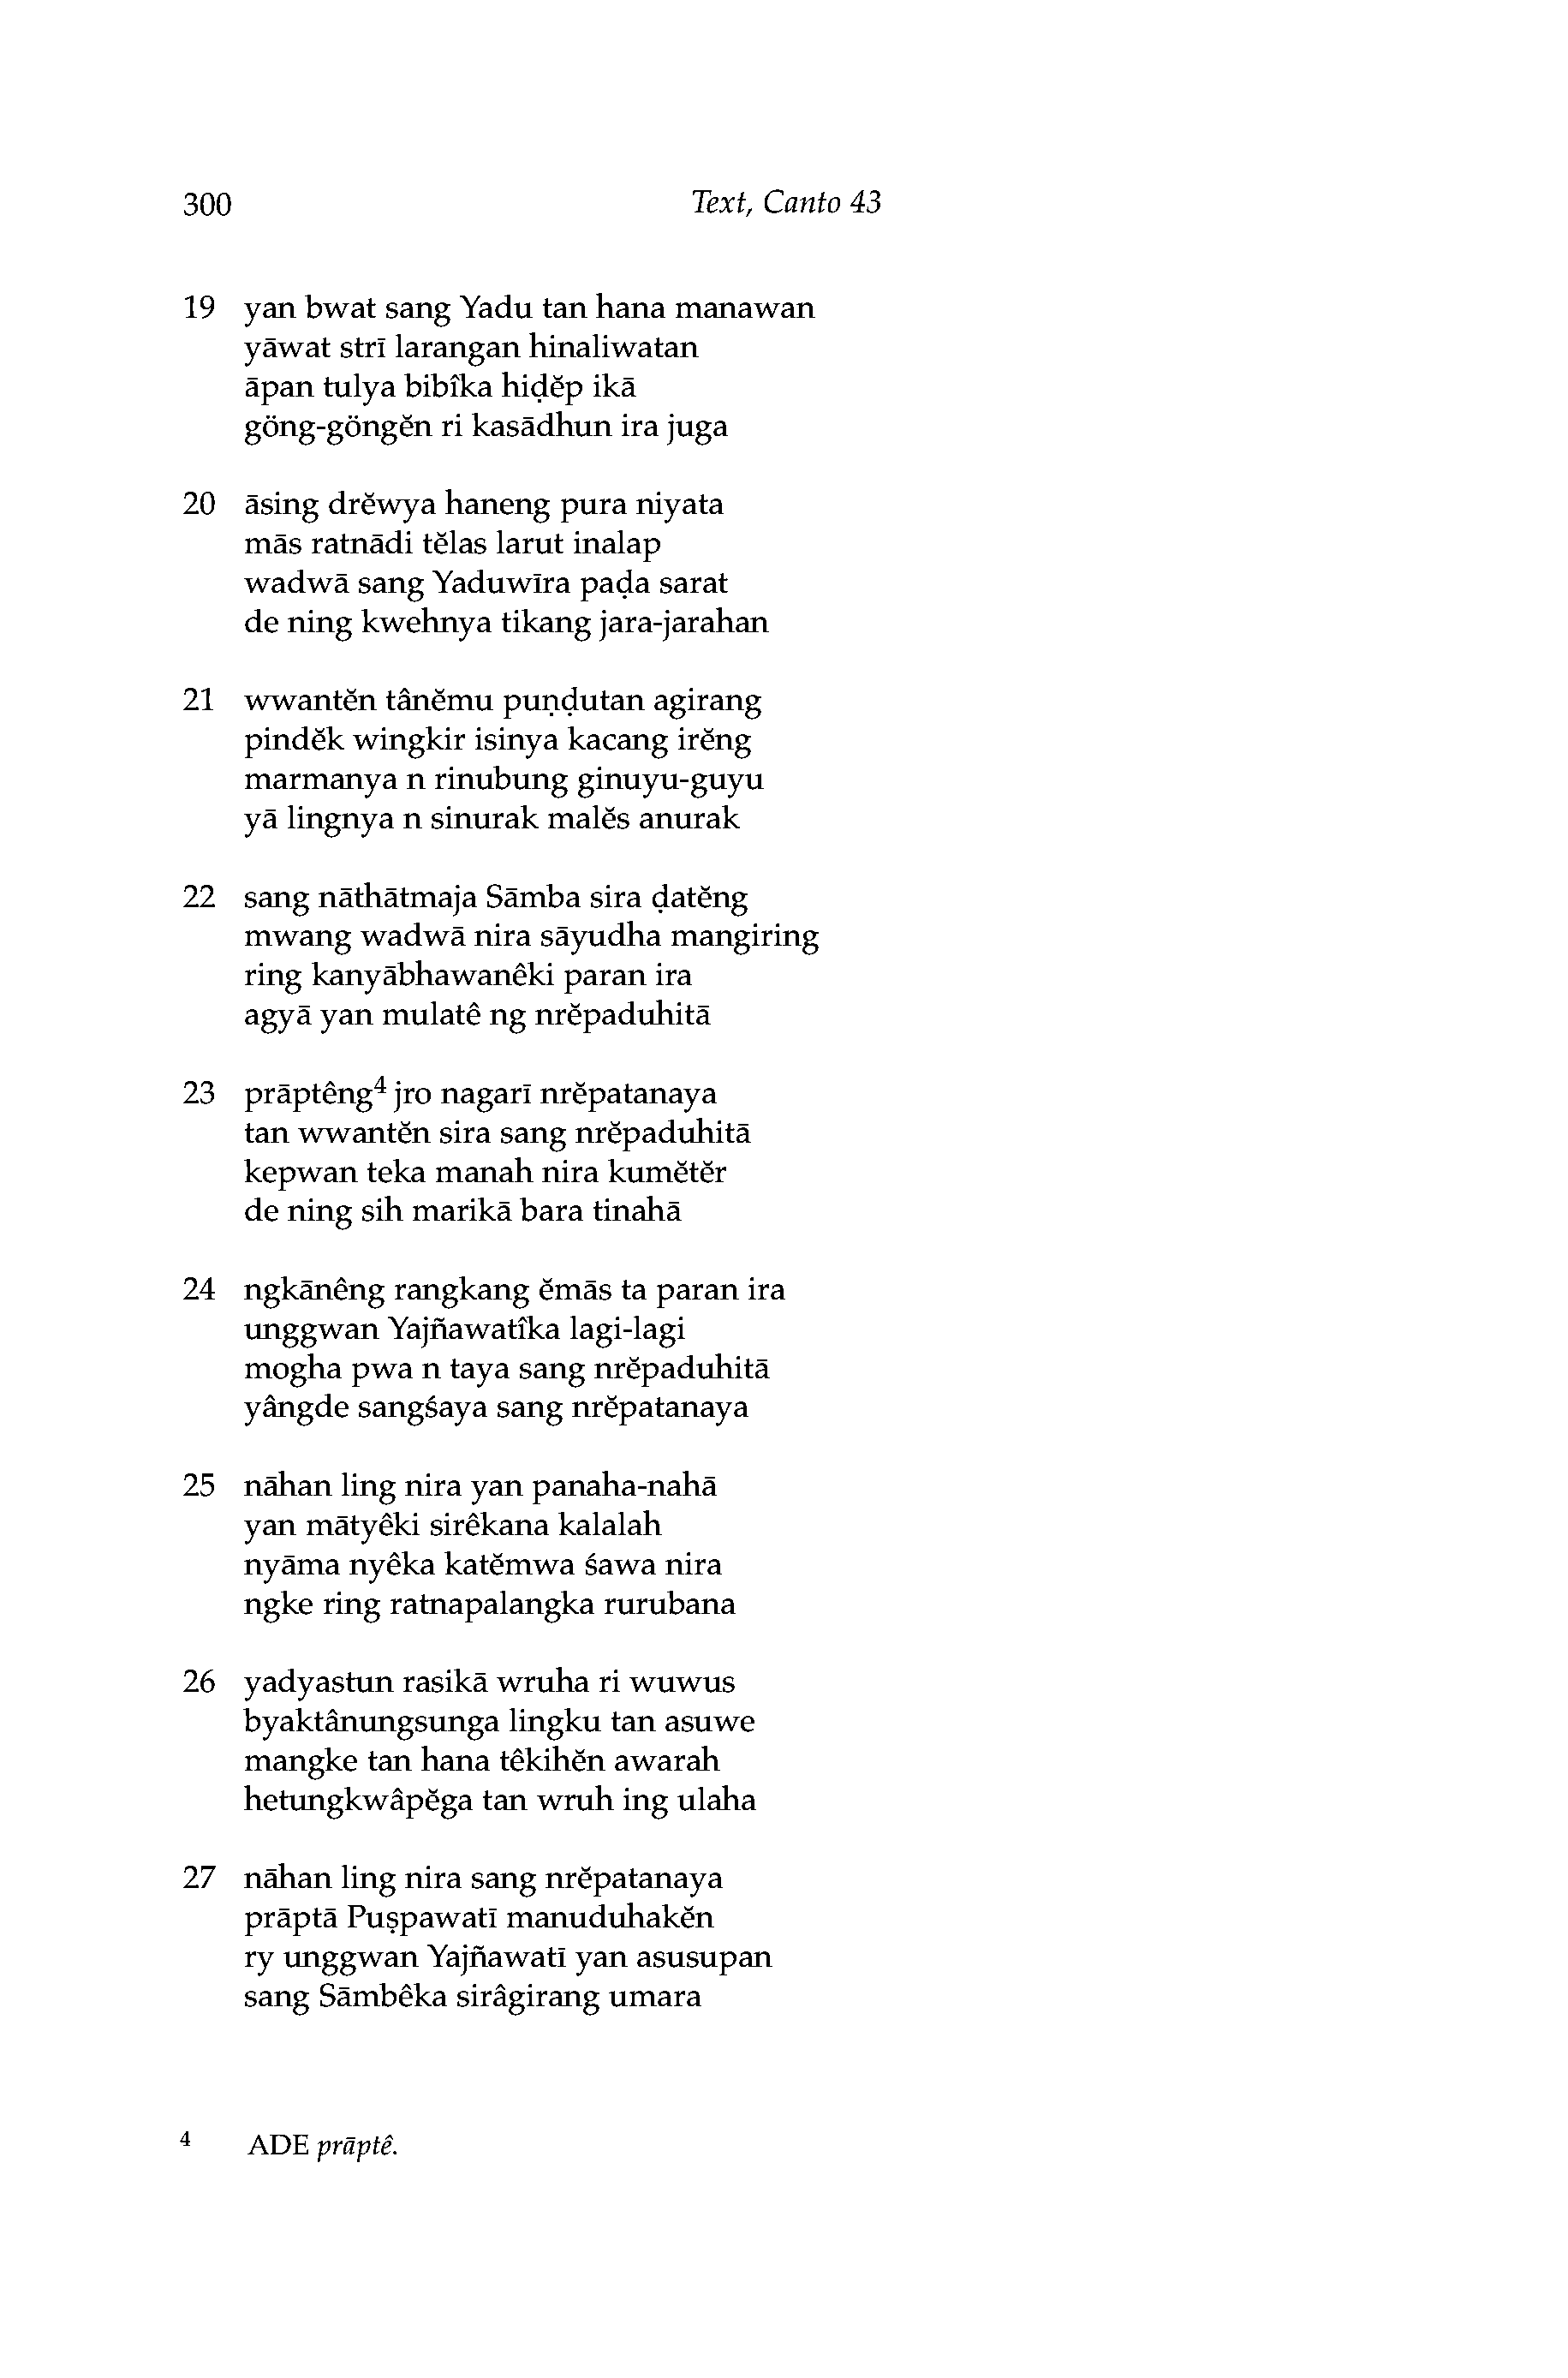 300 Text, Canto 43
19 yan bwat sang Yadu tan hana manawan
yāwat strī larangan hinaliwatan
āpan tulya bibîka hiḍĕp ikā
göng-göngĕn ri kasādhun ira juga
20 āsing drĕwya haneng pura niyata
mās ratnādi tĕlas larut inalap
wadwā sang Yaduwīra paḍa sarat
de ning kwehnya tikang jara-jarahan
21 wwantĕn tânĕmu puṇḍutan agirang
pindĕk wingkir isinya kacang irĕng
marmanya n rinubung ginuyu-guyu
yā lingnya n sinurak malĕs anurak
22 sang nāthātmaja Sāmba sira ḍatĕng
mwang wadwā nira sāyudha mangiring
ring kanyābhawanêki paran ira
agyā yan mulatê ng nrĕpaduhitā
23 prāptêng⁴ jro nagarī nrĕpatanaya
tan wwantĕn sira sang nrĕpaduhitā
kepwan teka manah nira kumĕtĕr
de ning sih marikā bara tinahā
24 ngkānêng rangkang ĕmās ta paran ira
unggwan Yajñawatîka lagi-lagi
mogha pwa n taya sang nrĕpaduhitā
yângde sangśaya sang nrĕpatanaya
25 nāhan ling nira yan panaha-nahā
yan mātyêki sirêkana kalalah
nyāma nyêka katĕmwa śawa nira
ngke ring ratnapalangka rurubana
26 yadyastun rasikā wruha ri wuwus
byaktânungsunga lingku tan asuwe
mangke tan hana têkihĕn awarah
hetungkwâpĕga tan wruh ing ulaha
27 nāhan ling nira sang nrĕpatanaya
prāptā Puṣpawatī manuduhakĕn
ry unggwan Yajñawatī yan asusupan
sang Sāmbêka sirâgirang umara
4 ADE prāptê.